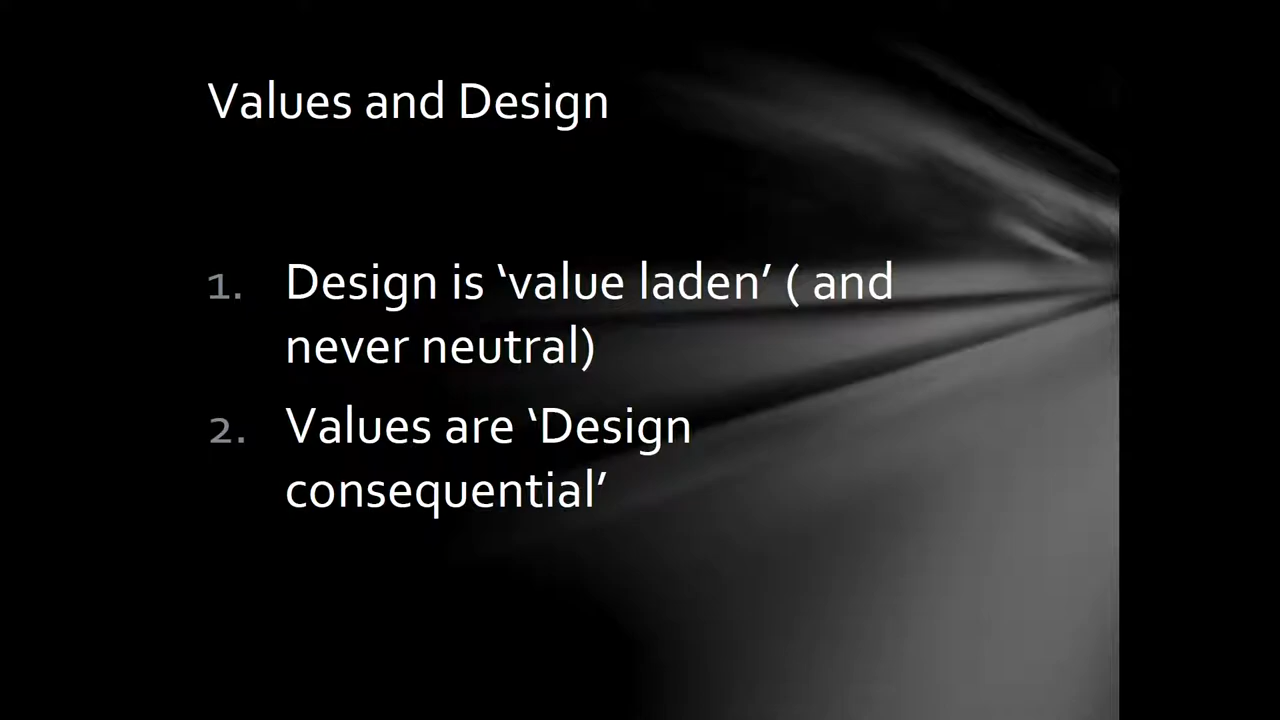 Values and Design
1. Design is ‘value laden’ ( and
never neutral)
2. Values are ‘Design
consequential’